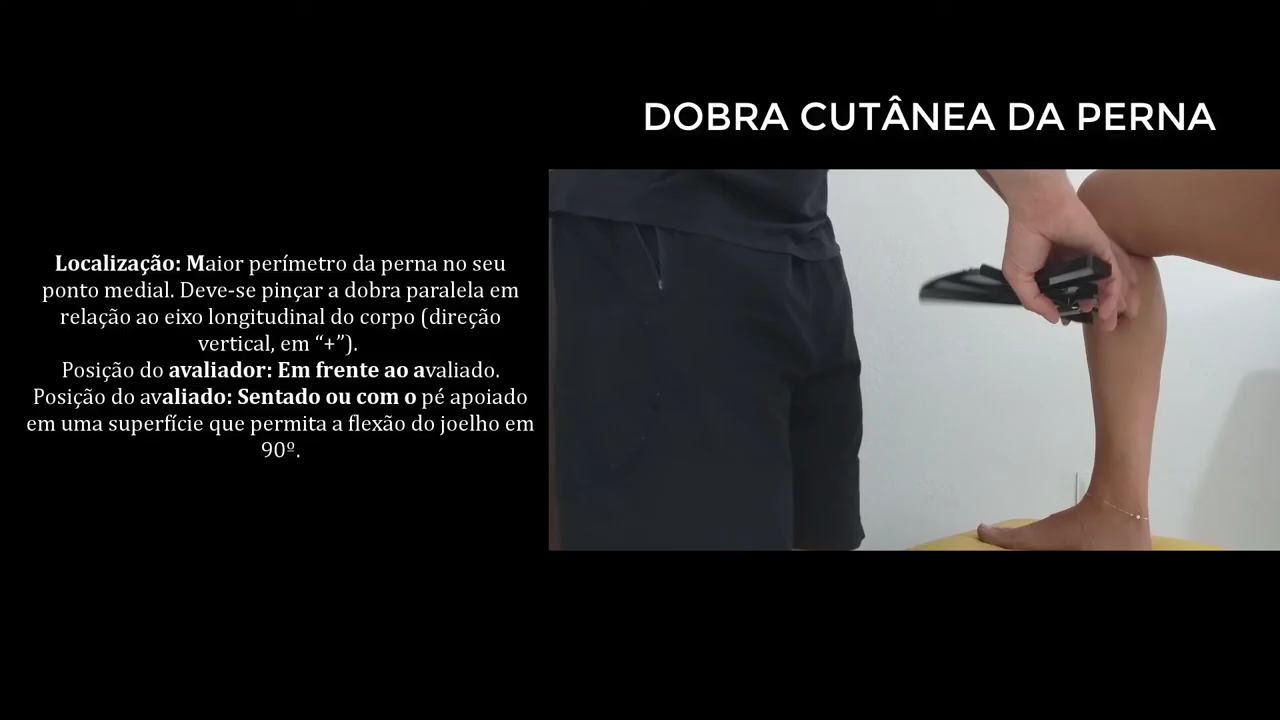 DOBRA CUTÂNEA DA PERNA
Localização: Maior perímetro da perna no seu
ponto medial. Deve-se pinçar a dobra paralela em
relação ao eixo longitudinal do corpo (direção
vertical, em “+”).
Posição do avaliador: Em frente ao avaliado.
Posição do avaliado: Sentado ou com o pé apoiado
em uma superfície que permita a flexão do joelho em
90º.